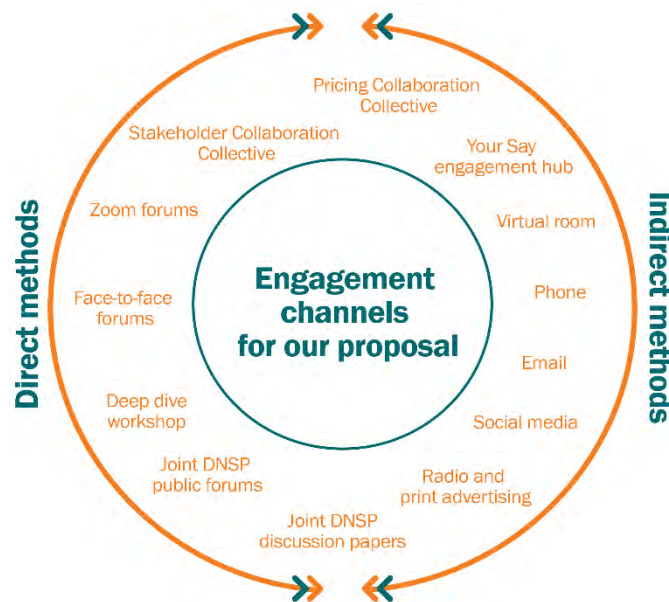 Pricing Collaboration
Collective
Stakeholder Collaboration
Collective
Your Say
engagement hub
Zoom forums
Virtual room
Direct methods
Engagement
channels
for our proposal
Indirect methods
Face-to-face
forums
Phone
Email
Deep dive
workshop
Social media
Joint DNSP
public forums
Radio and
print advertising
Joint DNSP
discussion papers